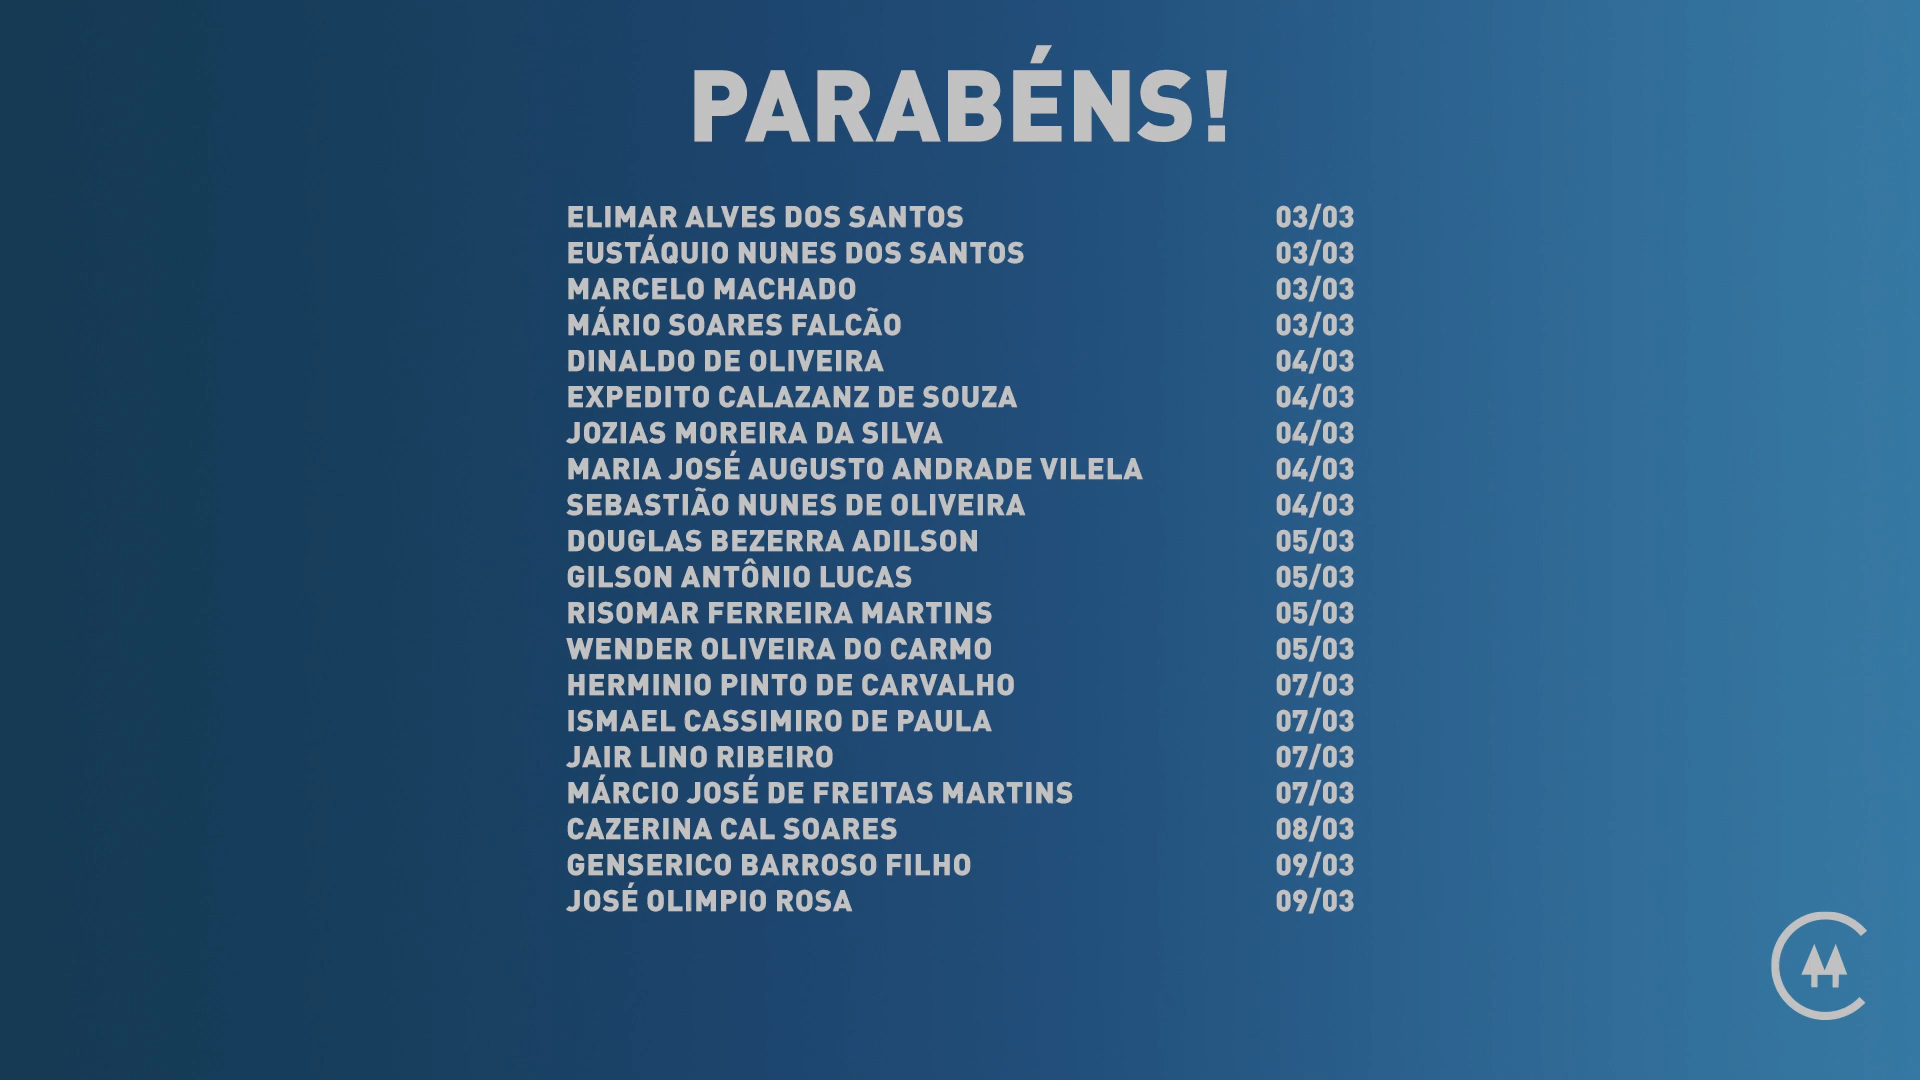 PARABÉNS!
ELIMAR ALVES DOS SANTOS 03/03
EUSTÁQUIO NUNES DOS SANTOS 03/03
MARCELO MACHADO 03/03
MÁRIO SOARES FALCÃO 03/03
DINALDO DE OLIVEIRA 04/03
EXPEDITO CALAZANZ DE SOUZA 04/03
JOZIAS MOREIRA DA SILVA 04/03
MARIA JOSÉ AUGUSTO ANDRADE VILELA 04/03
SEBASTIÃO NUNES DE OLIVEIRA 04/03
DOUGLAS BEZERRA ADILSON 05/03
GILSON ANTÔNIO LUCAS 05/03
RISOMAR FERREIRA MARTINS 05/03
WENDER OLIVEIRA DO CARMO 05/03
HERMINIO PINTO DE CARVALHO 07/03
ISMAEL CASSIMIRO DE PAULA 07/03
JAIR LINO RIBEIRO 07/03
MÁRCIO JOSÉ DE FREITAS MARTINS 07/03
CAZERINA CAL SOARES 08/03
GENSERICO BARROSO FILHO 09/03
JOSÉ OLIMPIO ROSA 09/03